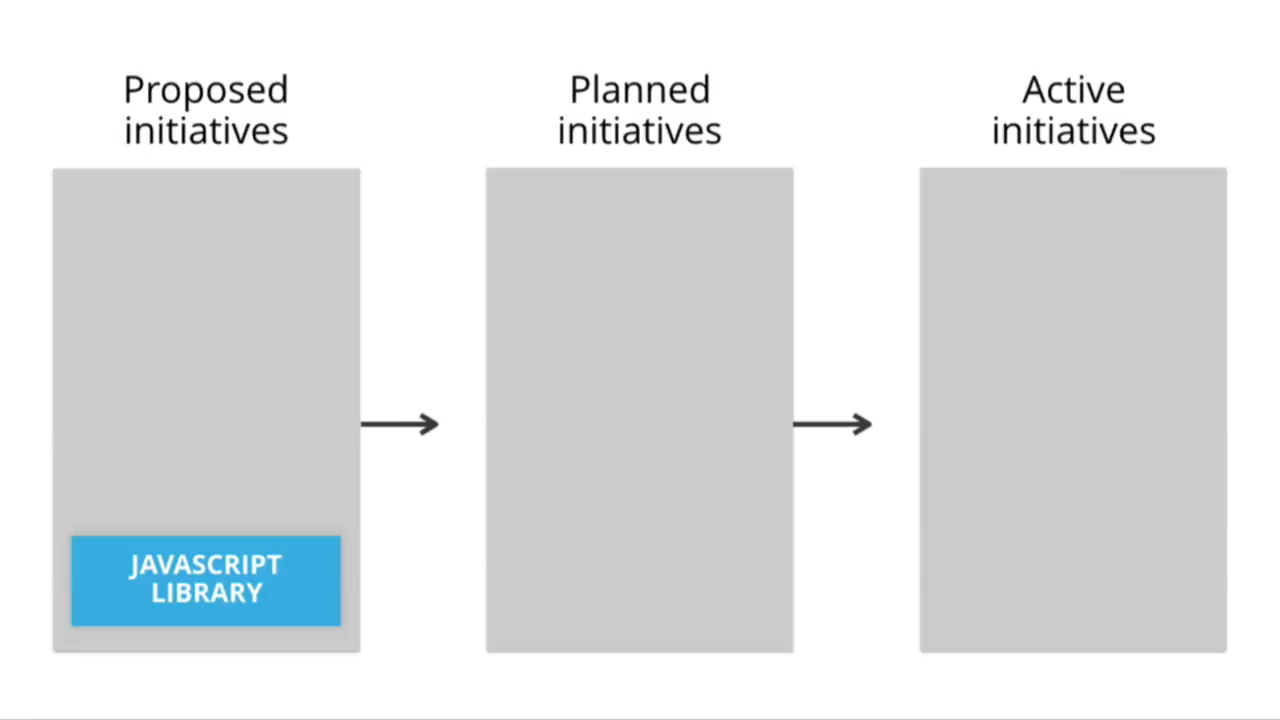 Proposed
initiatives
Planned
initiatives
Active
initiatives
JAVASCRIPT
LIBRARY